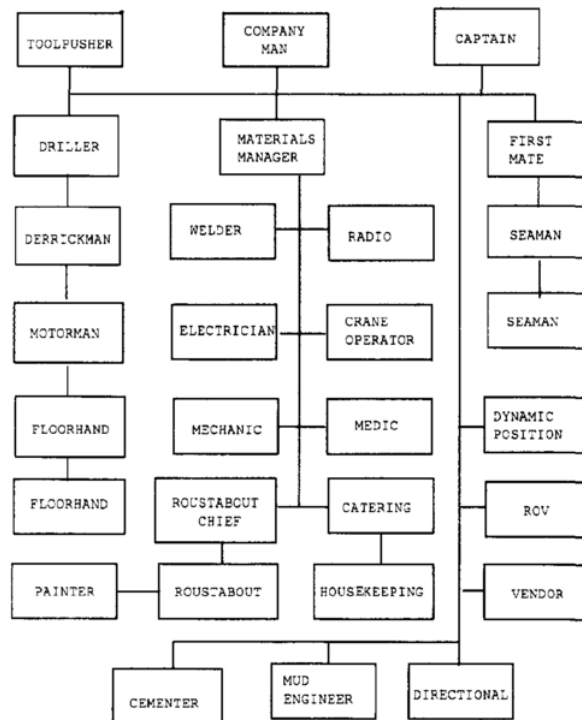 TOOLPUSHER
COMPANY
MAN
CAPTAIN
DRILLER
MATERIALS
MANAGER
FIRST
MATE
DERRICKMAN
WELDER
RADIO
SEAMAN
MOTORMAN
ELECTRICIAN
CRANE
OPERATOR
SEAMAN
FLOORHAND
MECHANIC
MEDIC
DYNAMIC
POSITION
FLOORHAND
ROUSTABOUT
CHIEF
CATERING
ROV
PAINTER
ROUSTABOUT
HOUSEKEEPING
VENDOR
CEMENTER
MUD
ENGINEER
DIRECTIONAL